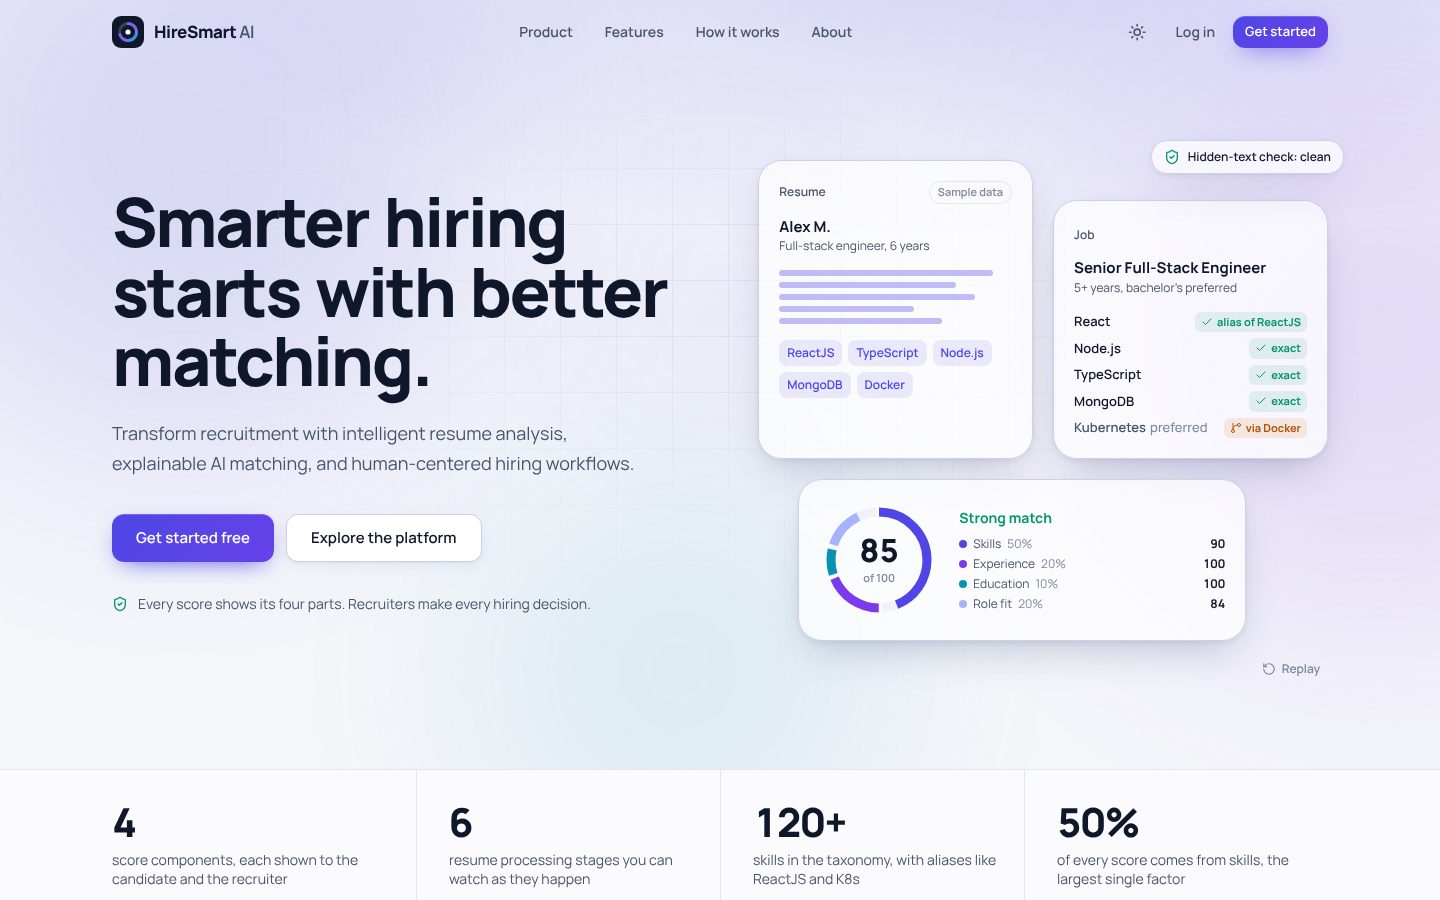 HireSmart AI
Product
Features
How it works
About
Log in
Get started
Smarter hiring
starts with better
matching.
Transform recruitment with intelligent resume analysis,
explainable AI matching, and human-centered hiring workflows.
Get started free
Explore the platform
Every score shows its four parts. Recruiters make every hiring decision.
Hidden-text check: clean
Resume
Sample data
Alex M.
Full-stack engineer, 6 years
ReactJS
TypeScript
Node.js
MongoDB
Docker
Job
Senior Full-Stack Engineer
5+ years, bachelor's preferred
React alias of ReactJS
Node.js exact
TypeScript exact
MongoDB exact
Kubernetes preferred via Docker
85
of 100
Strong match
Skills 50% 90
Experience 20% 100
Education 10% 100
Role fit 20% 84
Replay
4
score components, each shown to the
candidate and the recruiter
6
resume processing stages you can
watch as they happen
120+
skills in the taxonomy, with aliases like
ReactJS and K8s
50%
of every score comes from skills, the
largest single factor